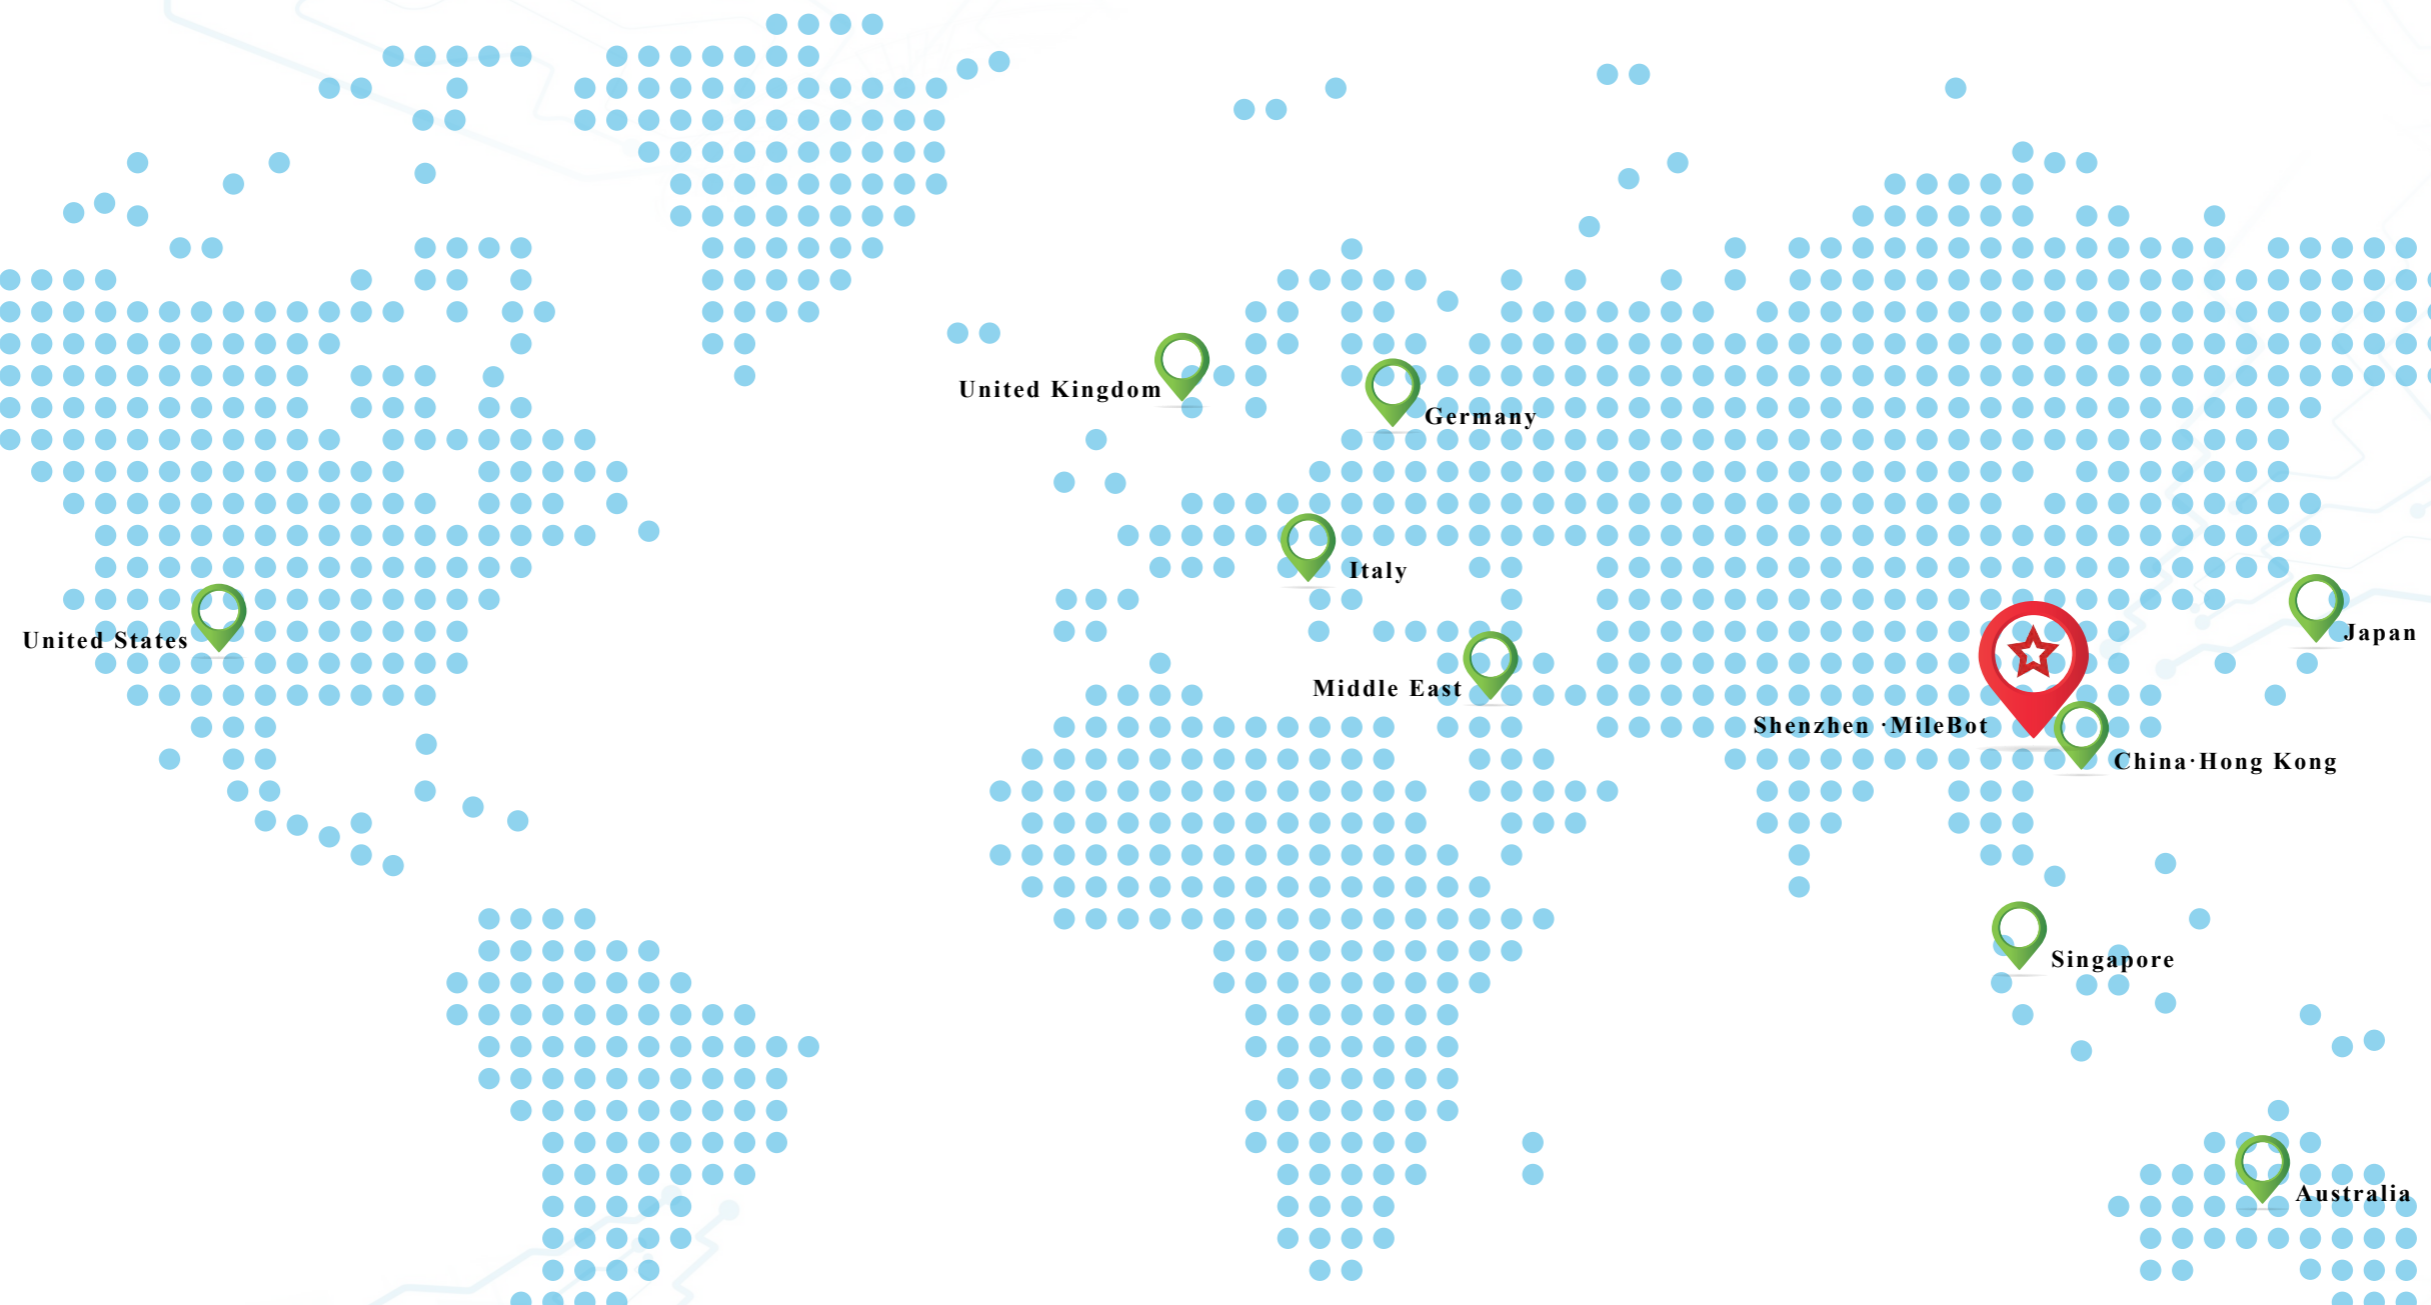 United Kingdom
Germany
Italy
United States
Japan
Middle East
Shenzhen ·MileBot
China·Hong Kong
Singapore
Australia